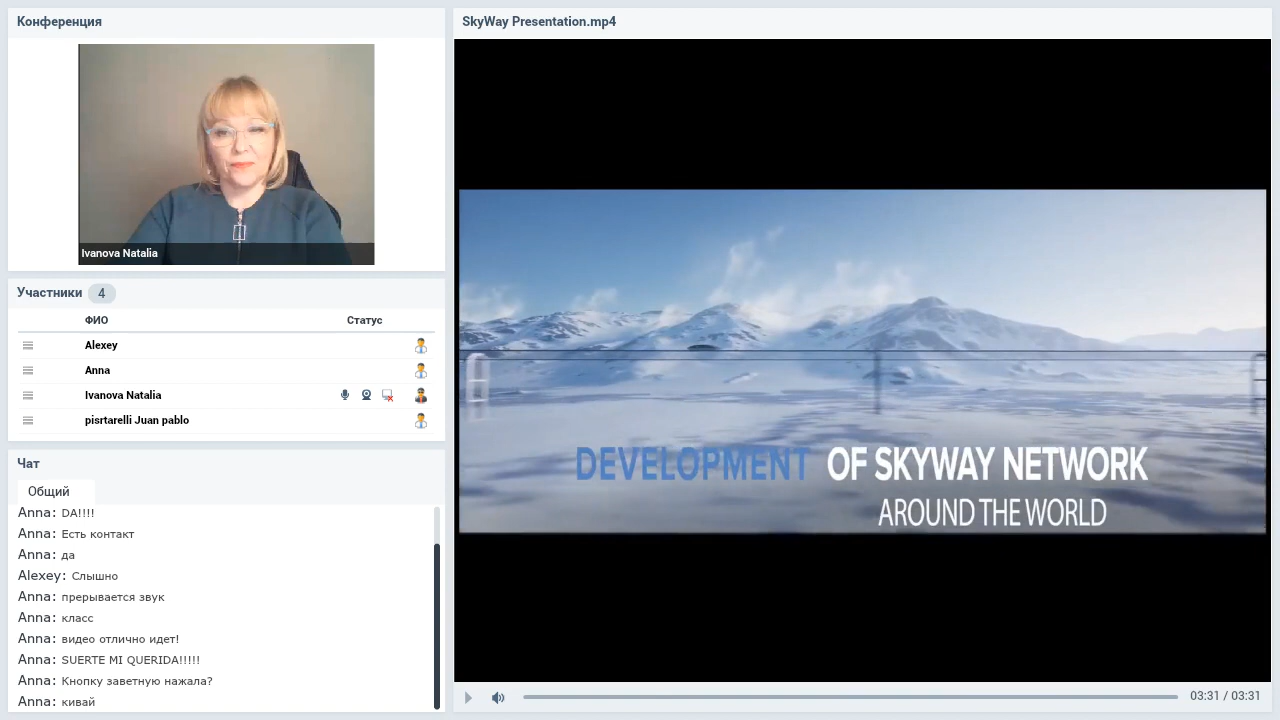 Конференция
Ivanova Natalia
Участники 4
ФИО Статус
Alexey
Anna
Ivanova Natalia
pisrtarelli Juan pablo
Чат
Общий
Anna: DA!!!!
Anna: Есть контакт
Anna: да
Alexey: Слышно
Anna: прерывается звук
Anna: класс
Anna: видео отлично идет!
Anna: SUERTE MI QUERIDA!!!!!
Anna: Кнопку заветную нажала?
Anna: кивай
SkyWay Presentation.mp4
DEVELOPMENT OF SKYWAY NETWORK
AROUND THE WORLD
03:31 / 03:31